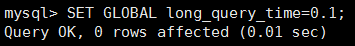 mysql> SET GLOBAL long_query_time=0.1;
Query OK, 0 rows affected (0.01 sec)